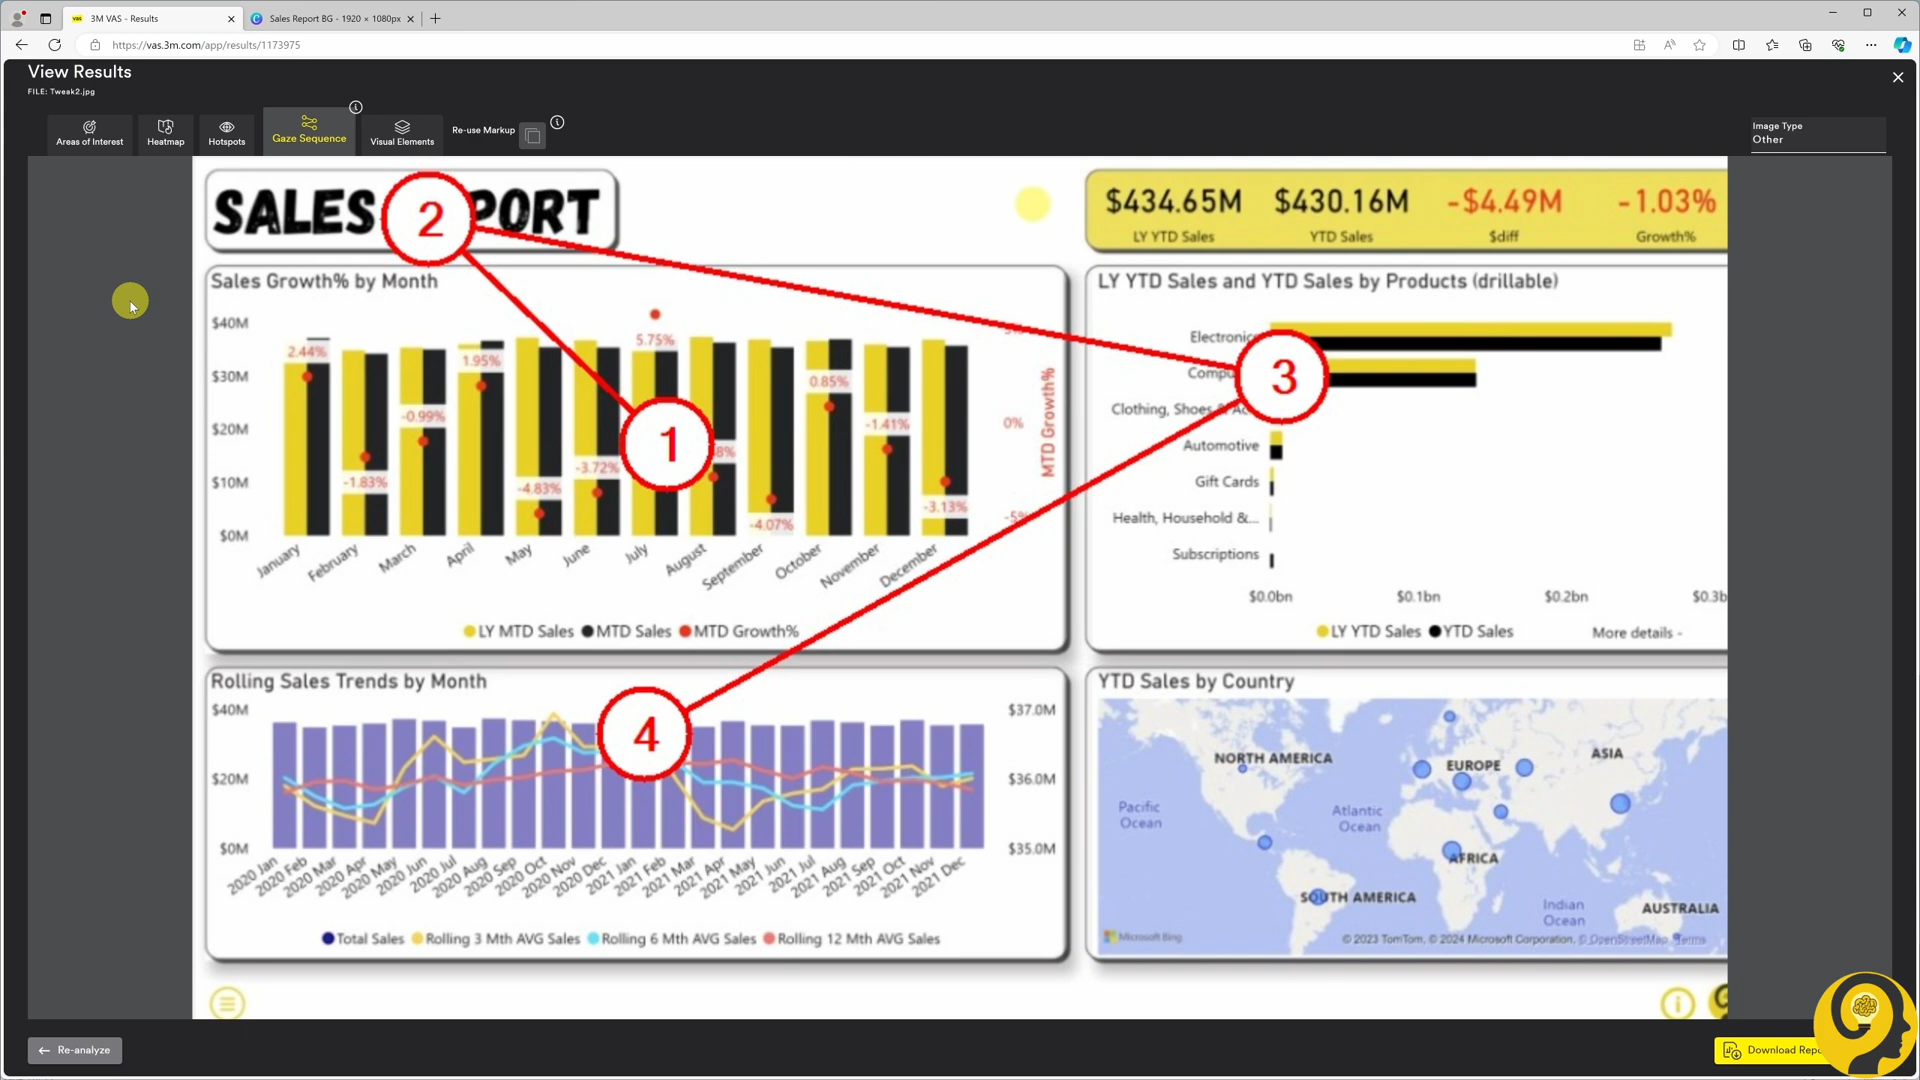 3M VAS - Results
Sales Report BG - 1920 × 1080px
https://vas.3m.com/app/results/1173975
View Results
FILE: Tweak2.jpg
Areas of Interest
Heatmap
Hotspots
Gaze Sequence
Visual Elements
Re-use Markup
Image Type
Other
SALES PORT
2
$434.65M $430.16M -$4.49M -1.03%
LY YTD Sales YTD Sales $diff Growth%
Sales Growth% by Month
$40M
$30M
$20M
$10M
$0M
2.44%
-1.83%
-0.99%
1.95%
-4.83%
-3.72%
5.75%
8%
-4.07%
0.85%
-1.41%
-3.13%
1
0%
-5%
MTD Growth%
January February March April May June July August September October November December
LY MTD Sales MTD Sales MTD Growth%
LY YTD Sales and YTD Sales by Products (drillable)
Electronics
Compu
3
Clothing, Shoes & Ac
Automotive
Gift Cards
Health, Household &...
Subscriptions
$0.0bn $0.1bn $0.2bn $0.3b
LY YTD Sales YTD Sales
More details -
Rolling Sales Trends by Month
$40M
$20M
$0M
4
$37.0M
$36.0M
$35.0M
2020 Jan 2020 Feb 2020 Mar 2020 Apr 2020 May 2020 Jun 2020 Jul 2020 Aug 2020 Sep 2020 Oct 2020 Nov 2020 Dec 2021 Jan 2021 Feb 2021 Mar 2021 Apr 2021 May 2021 Jun 2021 Jul 2021 Aug 2021 Sep 2021 Oct 2021 Nov 2021 Dec
Total Sales Rolling 3 Mth AVG Sales Rolling 6 Mth AVG Sales Rolling 12 Mth AVG Sales
YTD Sales by Country
NORTH AMERICA
EUROPE
ASIA
Pacific
Ocean
Atlantic
Ocean
AFRICA
SOUTH AMERICA
Indian
Ocean
AUSTRALIA
Microsoft Bing
© 2023 TomTom, © 2024 Microsoft Corporation, © OpenStreetMap Terms
Re-analyze
Download Repo